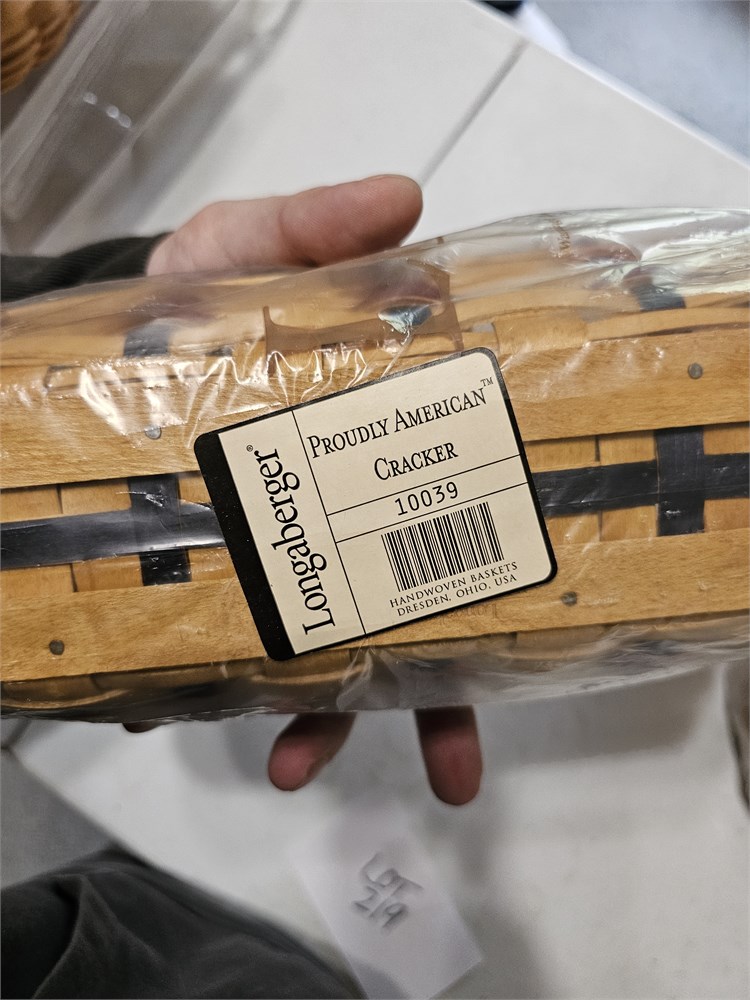 Longaberger®
PROUDLY AMERICAN™
CRACKER
10039
HANDWOVEN BASKETS
DRESDEN, OHIO, USA
LOT
219